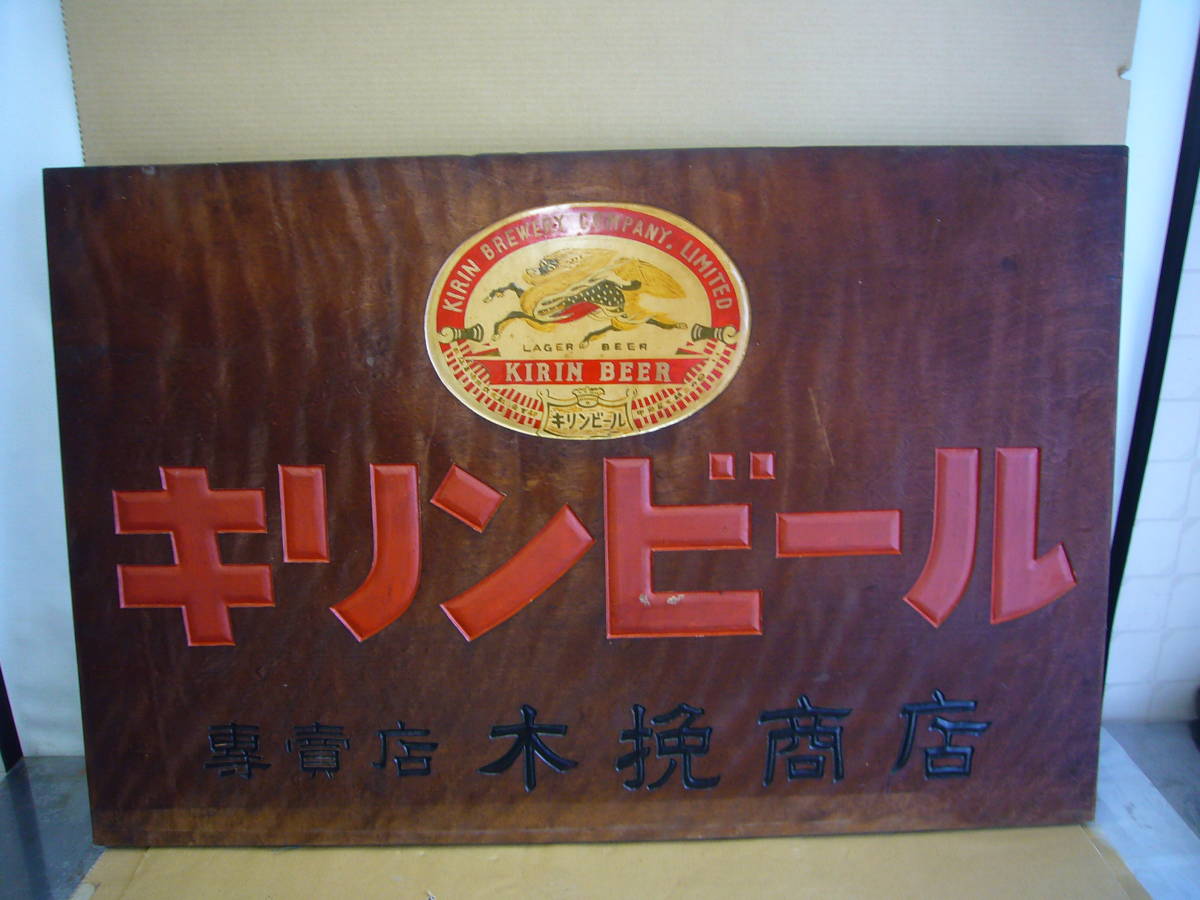 KIRIN BREWERY COMPANY, LIMITED
LAGER BEER
KIRIN BEER
キリンビール
キリンビール
專賣店 木挽商店